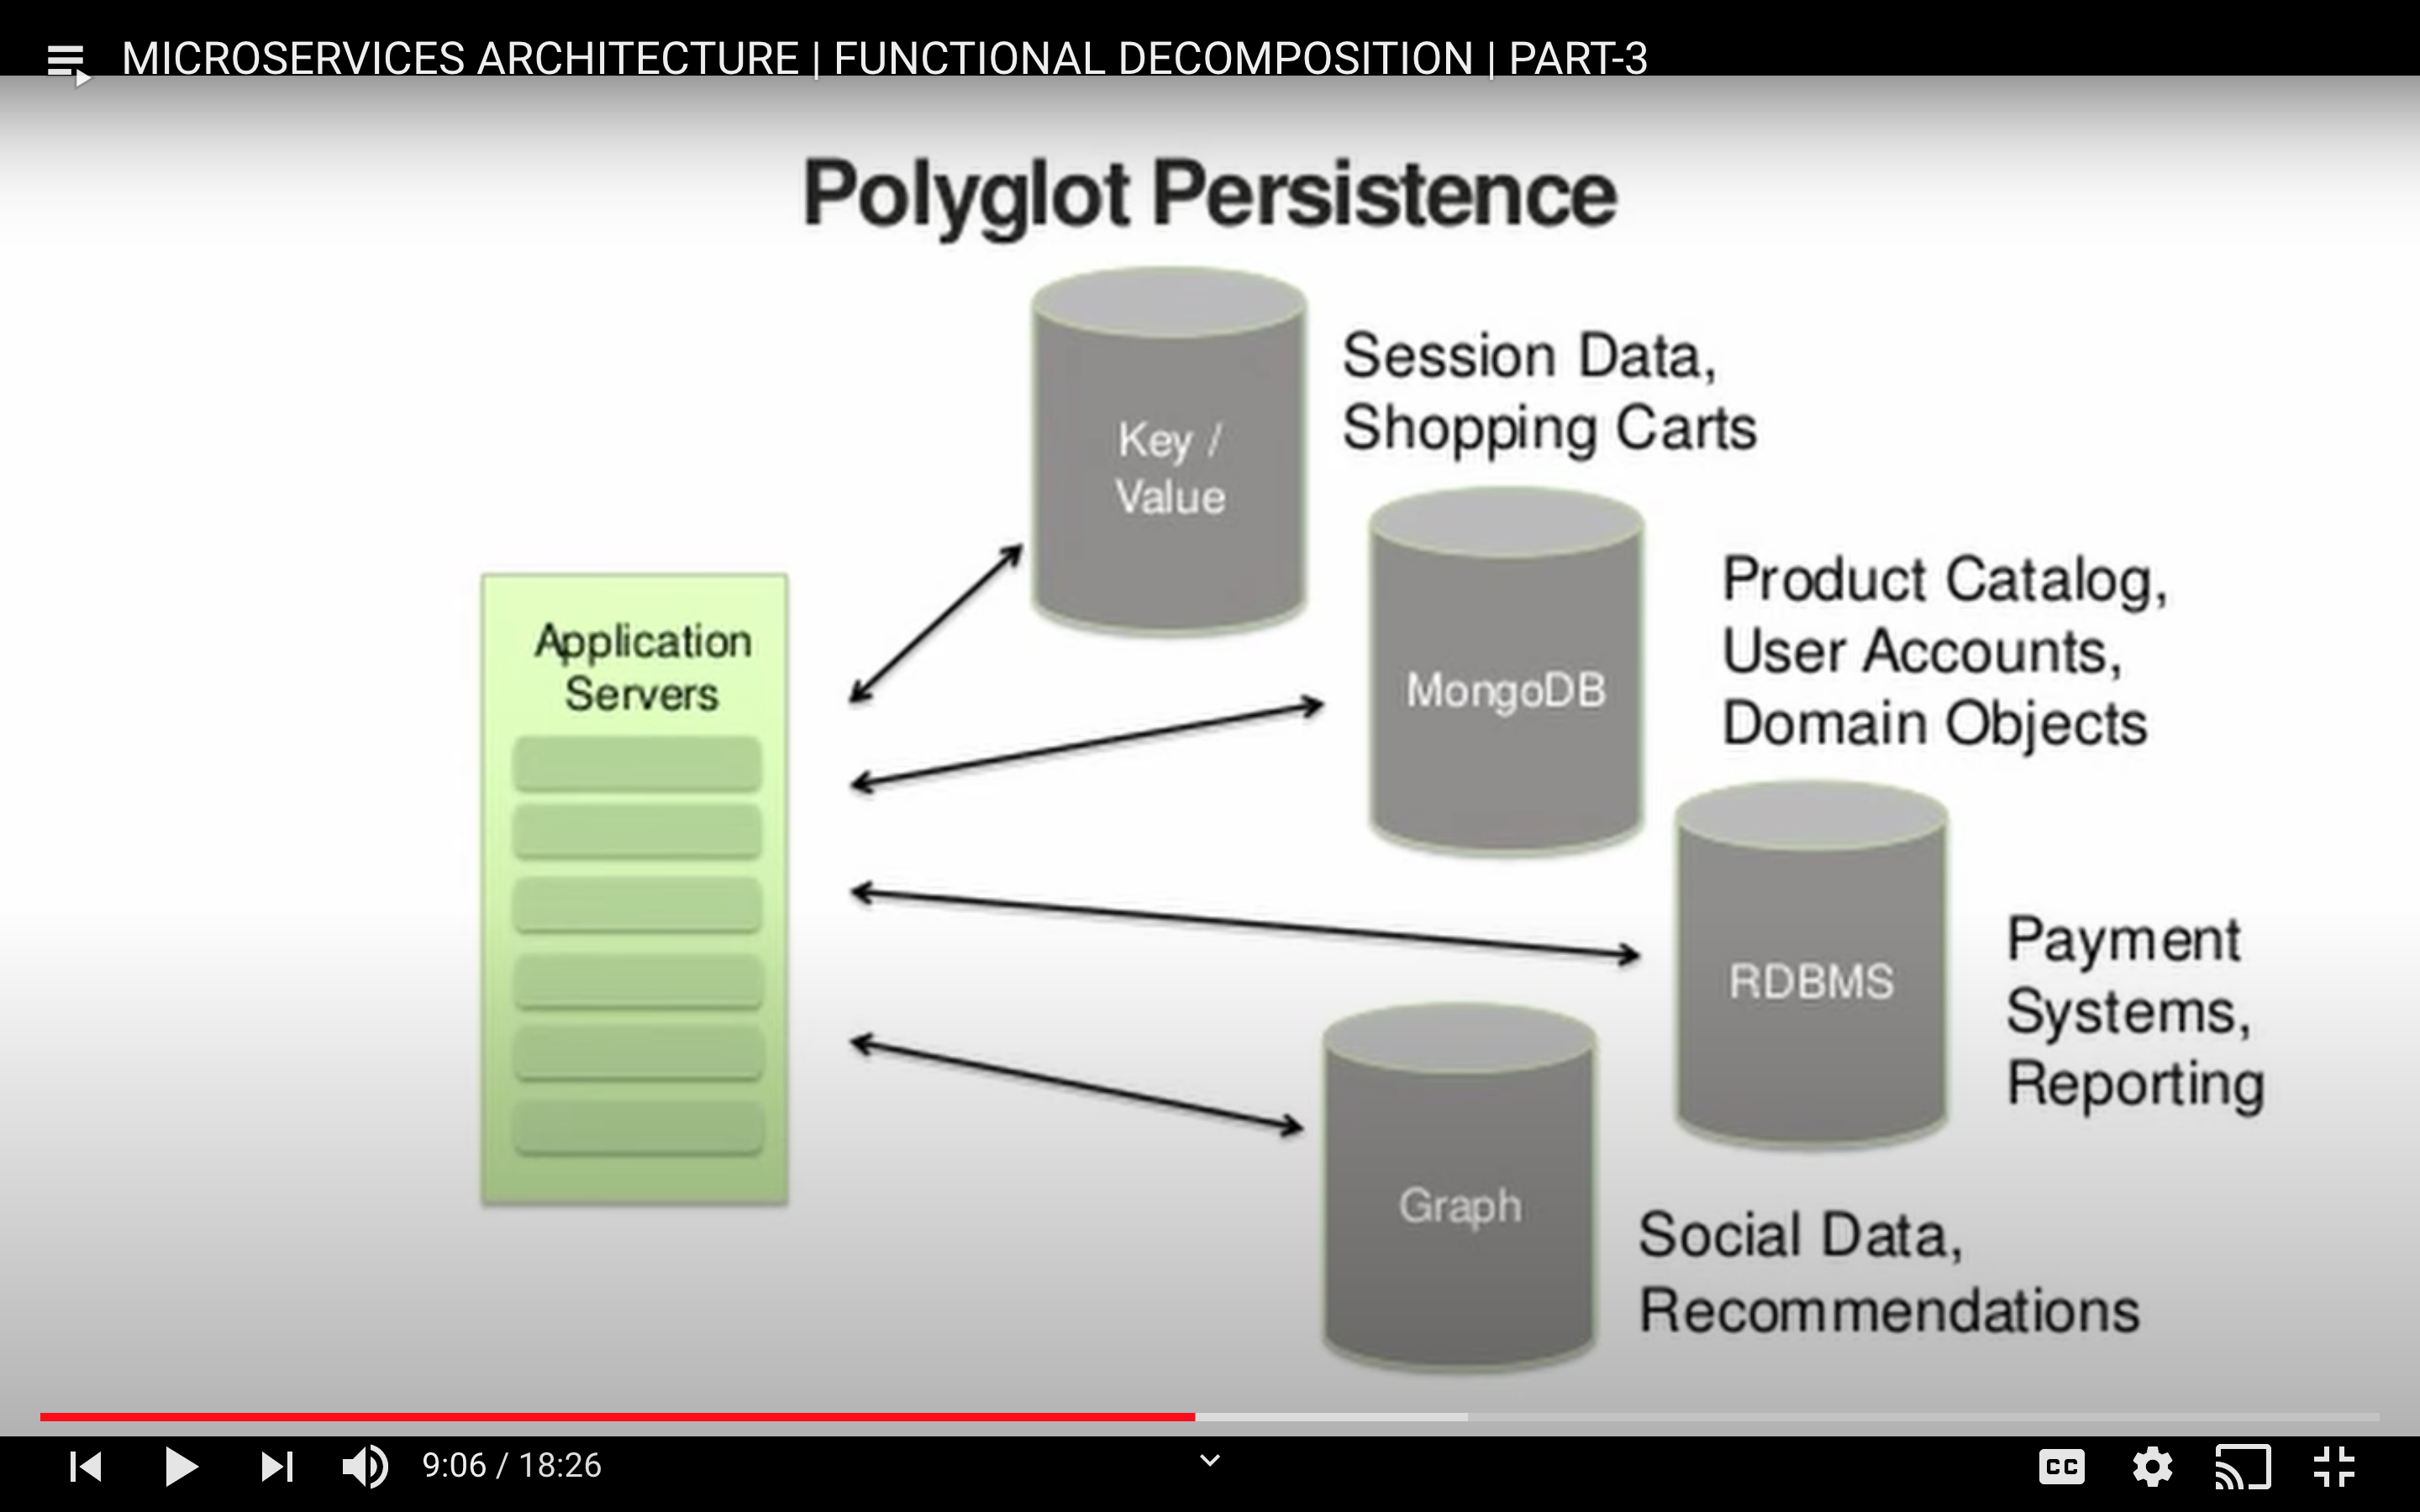 MICROSERVICES ARCHITECTURE | FUNCTIONAL DECOMPOSITION | PART-3
Polyglot Persistence
Key /
Value
Session Data,
Shopping Carts
MongoDB
Product Catalog,
User Accounts,
Domain Objects
Application
Servers
RDBMS
Payment
Systems,
Reporting
Graph
Social Data,
Recommendations
9:06 / 18:26
CC